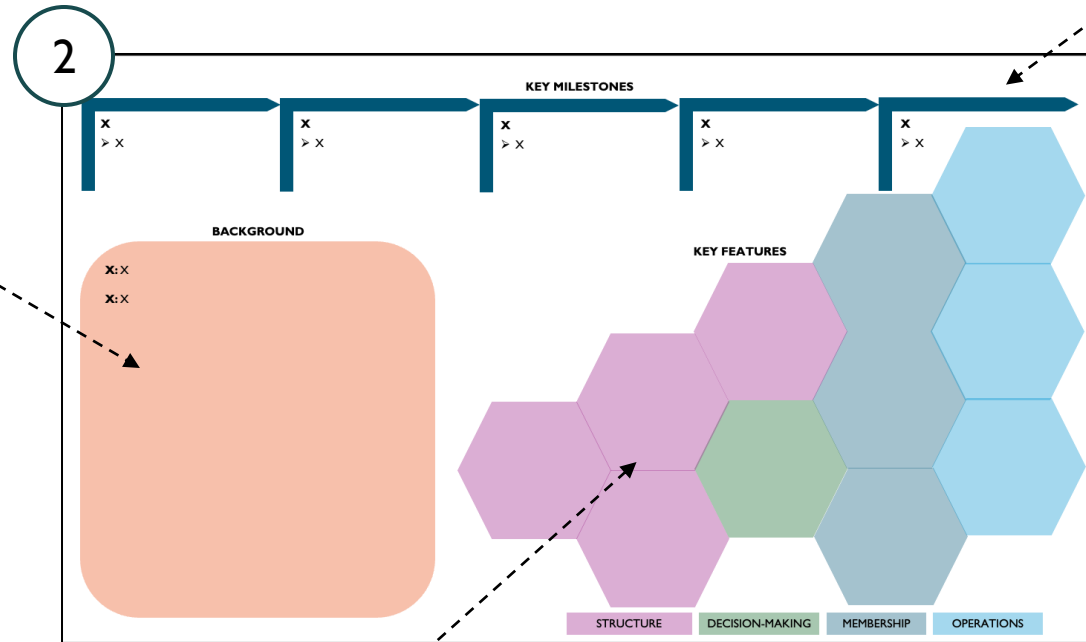 2
KEY MILESTONES
x x x x x
➢ x ➢ x ➢ x ➢ x ➢ x
BACKGROUND
x: x
x: x
KEY FEATURES
STRUCTURE DECISION-MAKING MEMBERSHIP OPERATIONS